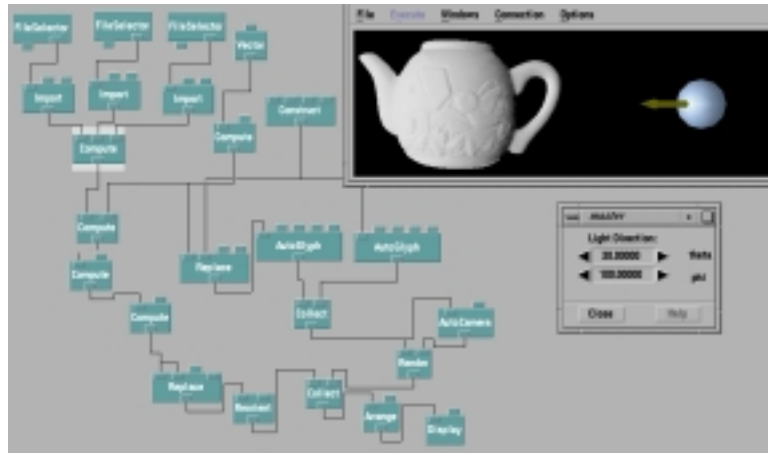 FileSelector FileSelector FileSelector Vector
File Execute Windows Connection Options
Import Import Import
Construct
Compute
Compute
Light Direction:
30.00000 theta
100.00000 phi
Close Help
Compute
AutoGlyph AutoGlyph
Replace
Compute
Collect
Compute
AutoCamera
Render
Replace
Collect
Arrange
Display